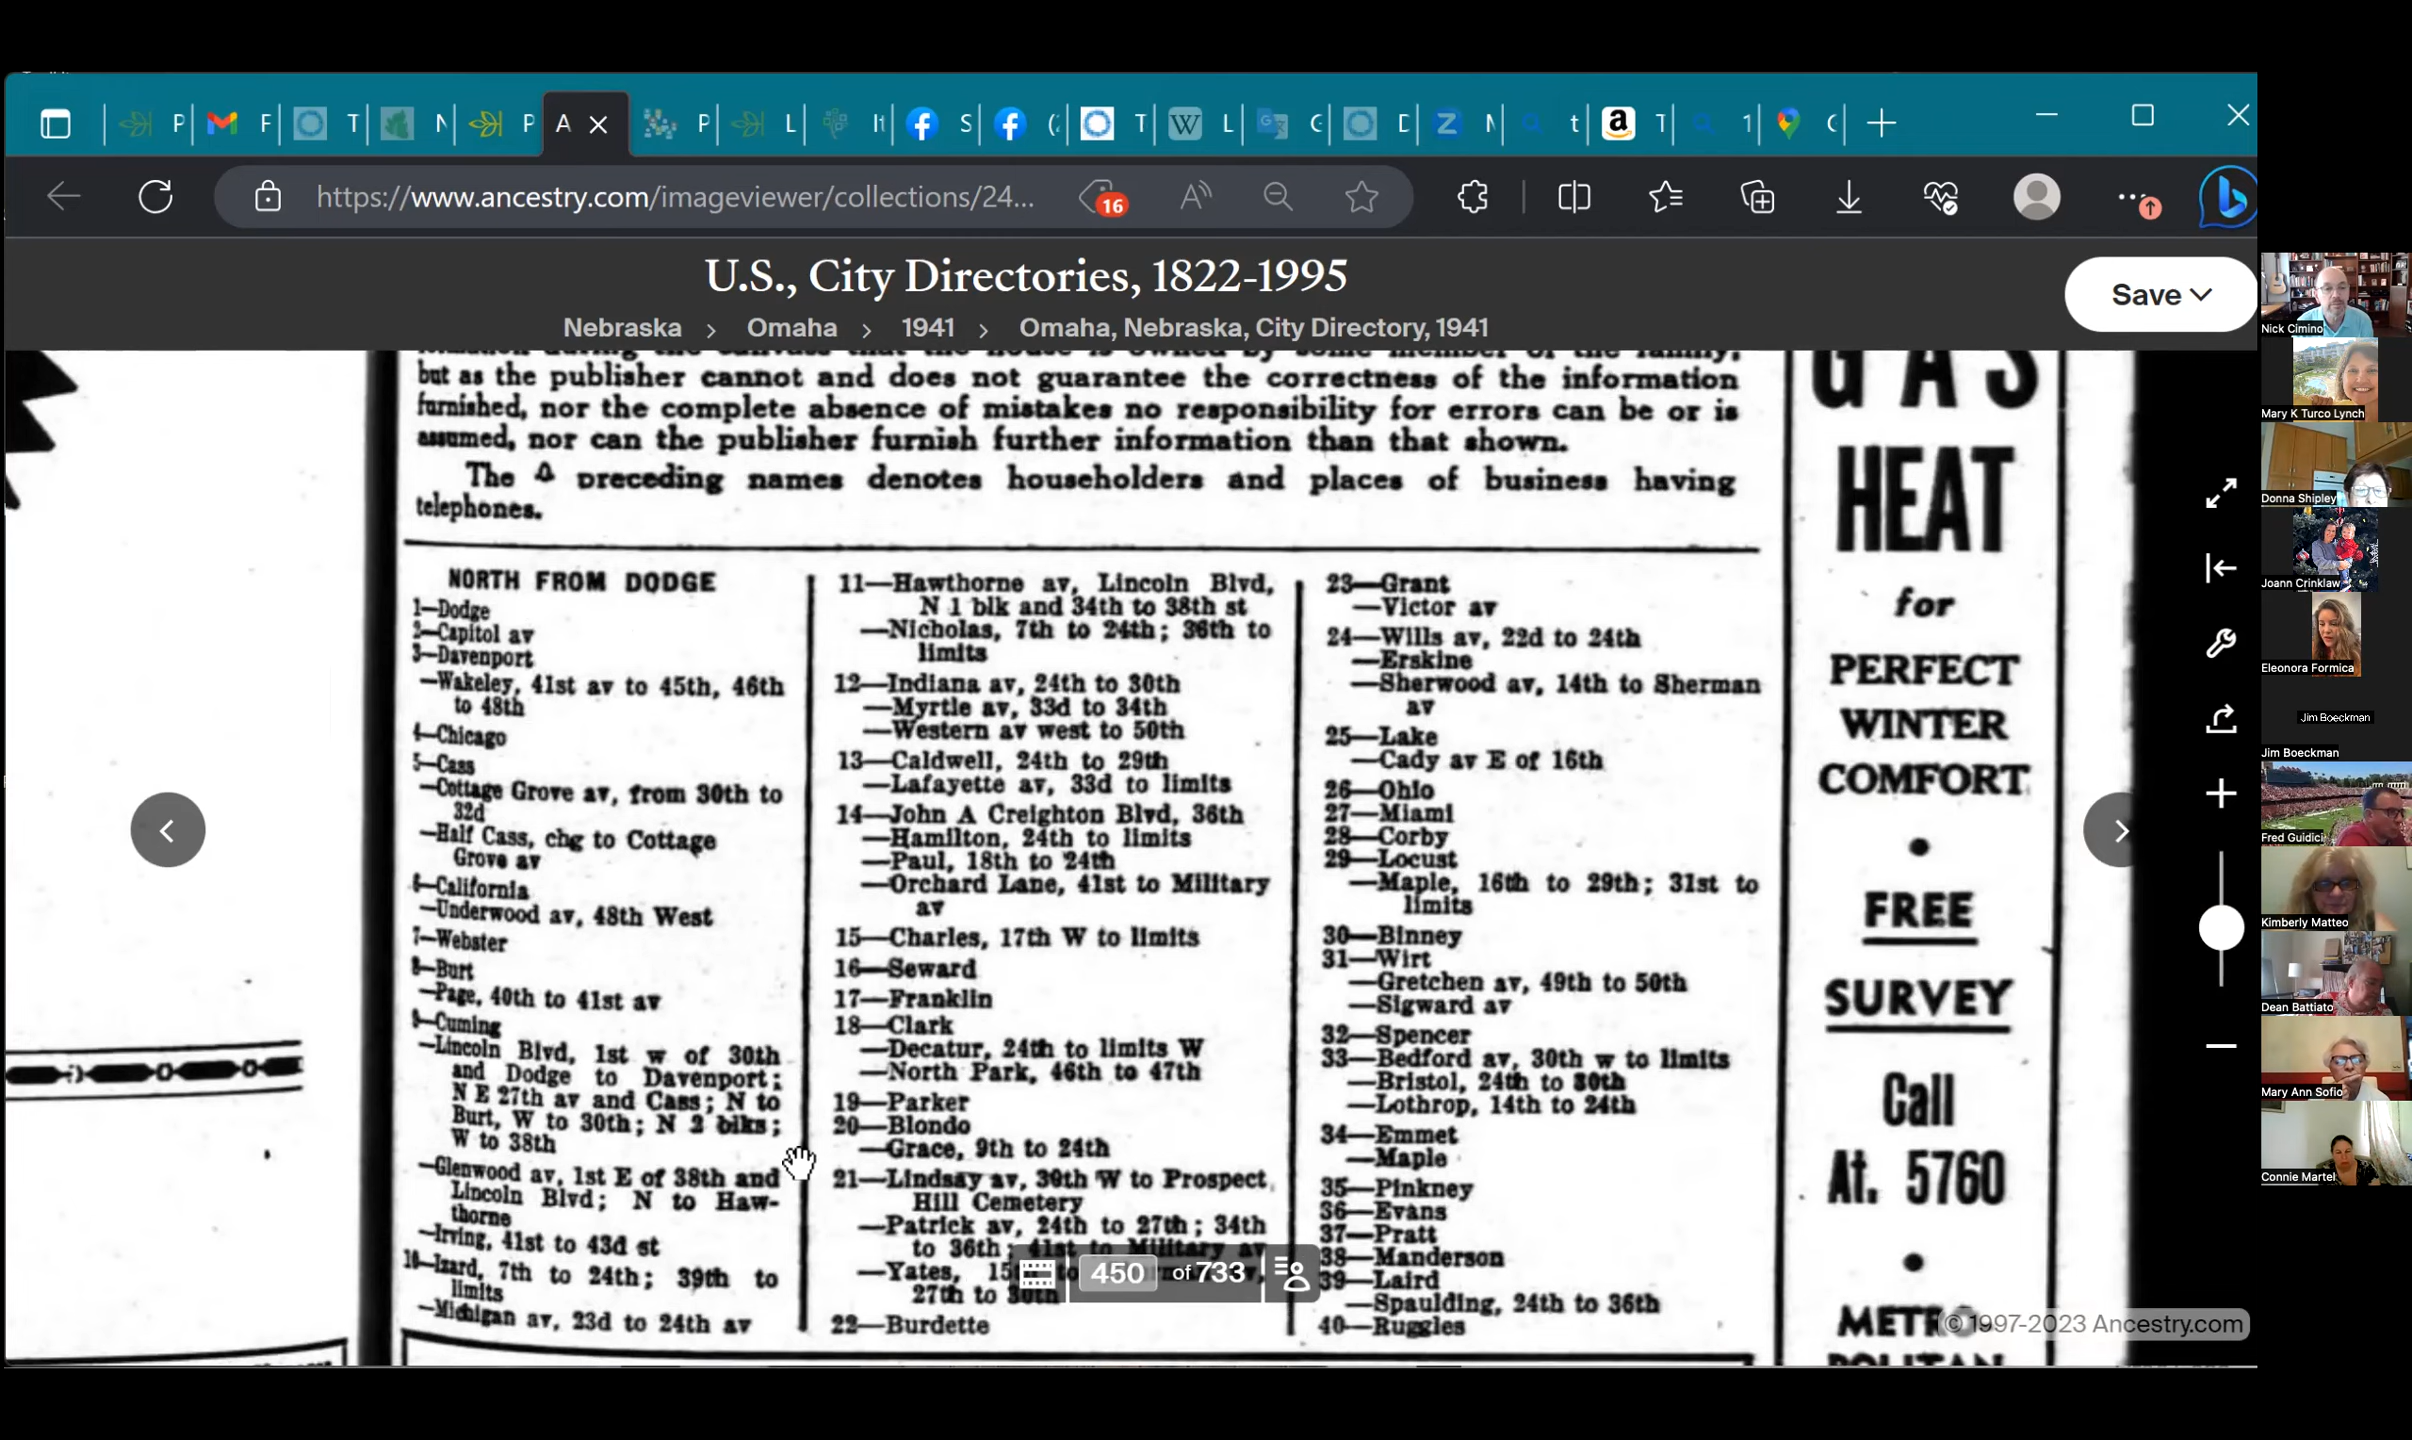 P
F
T
N
P
A
P
L
It
S
(2
T
W
L
C
D
Z
N
t
a
T
1
C
https://www.ancestry.com/imageviewer/collections/24...
16
U.S., City Directories, 1822-1995
Nebraska > Omaha > 1941 > Omaha, Nebraska, City Directory, 1941
Save
but as the publisher cannot and does not guarantee the correctness of the information
furnished, nor the complete absence of mistakes no responsibility for errors can be or is
assumed, nor can the publisher furnish further information than that shown.
The Δ preceding names denotes householders and places of business having
telephones.
NORTH FROM DODGE
1—Dodge
2—Capitol av
3—Davenport
—Wakeley, 41st av to 45th, 46th
to 48th
4—Chicago
5—Cass
—Cottage Grove av, from 30th to
32d
—Half Cass, chg to Cottage
Grove av
6—California
—Underwood av, 48th West
7—Webster
8—Burt
—Page, 40th to 41st av
9—Cuming
—Lincoln Blvd, 1st w of 30th
and Dodge to Davenport;
N E 27th av and Cass; N to
Burt, W to 30th; N 2 blks;
W to 38th
—Glenwood av, 1st E of 38th and
Lincoln Blvd; N to Haw-
thorne
—Irving, 41st to 43d st
10—Izard, 7th to 24th; 39th to
limits
—Michigan av, 23d to 24th av
11—Hawthorne av, Lincoln Blvd,
N 1 blk and 34th to 38th st
—Nicholas, 7th to 24th; 36th to
limits
12—Indiana av, 24th to 30th
—Myrtle av, 33d to 34th
—Western av west to 50th
13—Caldwell, 24th to 29th
—Lafayette av, 33d to limits
14—John A Creighton Blvd, 36th
—Hamilton, 24th to limits
—Paul, 18th to 24th
—Orchard Lane, 41st to Military
av
15—Charles, 17th W to limits
16—Seward
17—Franklin
18—Clark
—Decatur, 24th to limits W
—North Park, 46th to 47th
19—Parker
20—Blondo
—Grace, 9th to 24th
21—Lindsay av, 39th W to Prospect
Hill Cemetery
—Patrick av, 24th to 27th; 34th
to 36th; 41st to Military av
—Yates, 15th to
27th to 30th
22—Burdette
23—Grant
—Victor av
24—Wills av, 22d to 24th
—Erskine
—Sherwood av, 14th to Sherman
av
25—Lake
—Cady av E of 16th
26—Ohio
27—Miami
28—Corby
29—Locust
—Maple, 16th to 29th; 31st to
limits
30—Binney
31—Wirt
—Gretchen av, 49th to 50th
—Sigward av
32—Spencer
33—Bedford av, 30th w to limits
—Bristol, 24th to 30th
—Lothrop, 14th to 24th
34—Emmet
—Maple
35—Pinkney
36—Evans
37—Pratt
38—Manderson
39—Laird
—Spaulding, 24th to 36th
40—Ruggles
GAS
HEAT
for
PERFECT
WINTER
COMFORT
FREE
SURVEY
Call
At. 5760
METRO
POLITAN
450 of 733
© 1997-2023 Ancestry.com
Nick Cimino
Mary K Turco Lynch
Donna Shipley
Joann Crinklaw
Eleonora Formica
Jim Boeckman
Jim Boeckman
Fred Guidici
Kimberly Matteo
Dean Battiato
Mary Ann Sofio
Connie Martel